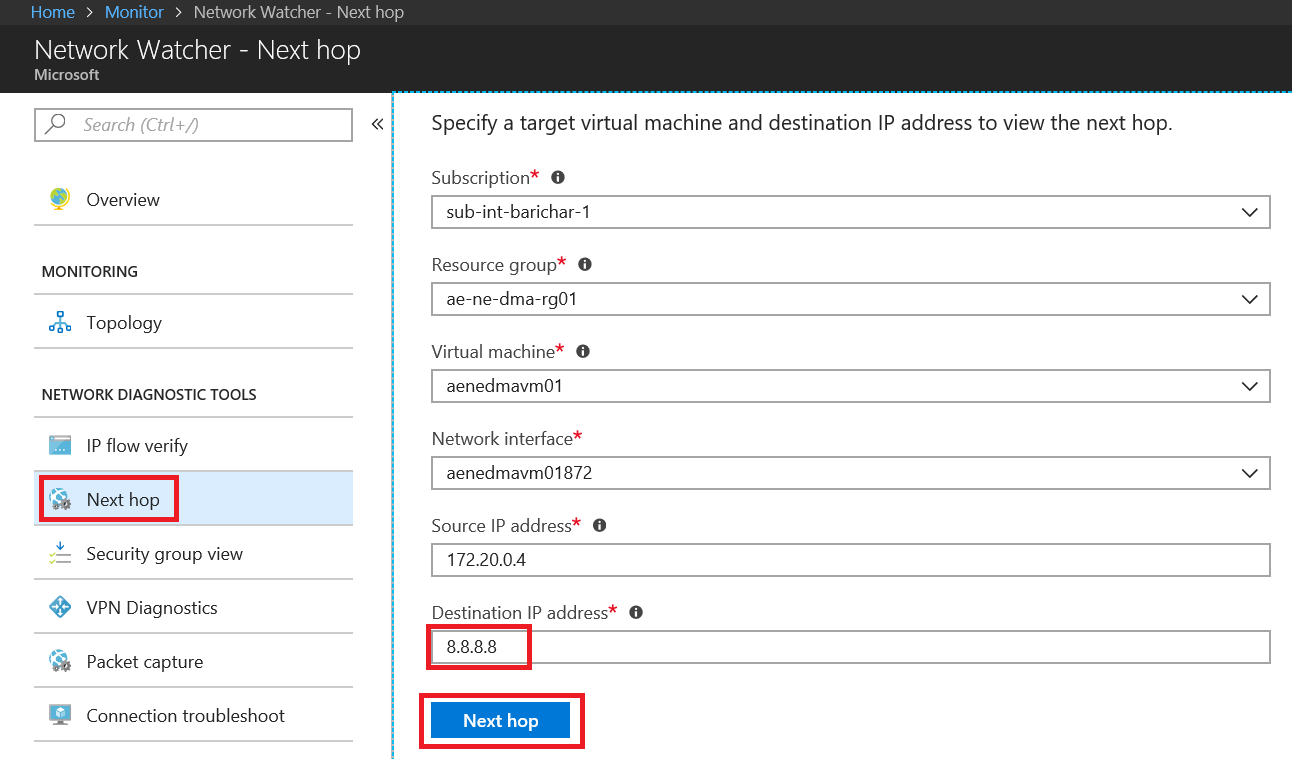 Home > Monitor > Network Watcher - Next hop
Network Watcher - Next hop
Microsoft
Search (Ctrl+/)
«
Overview
MONITORING
Topology
NETWORK DIAGNOSTIC TOOLS
IP flow verify
Next hop
Security group view
VPN Diagnostics
Packet capture
Connection troubleshoot
Specify a target virtual machine and destination IP address to view the next hop.
Subscription*
sub-int-barichar-1
Resource group*
ae-ne-dma-rg01
Virtual machine*
aenedmavm01
Network interface*
aenedmavm01872
Source IP address*
172.20.0.4
Destination IP address*
8.8.8.8
Next hop